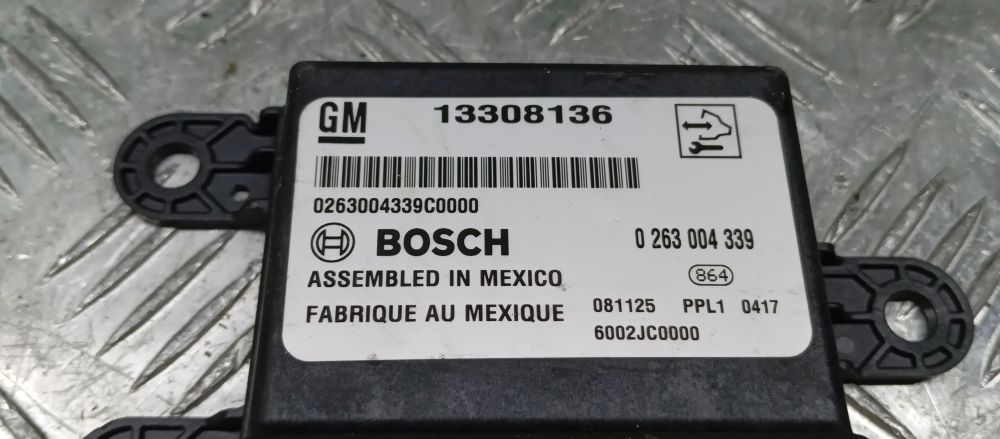 GM 13308136
0263004339C0000
BOSCH 0 263 004 339
864
ASSEMBLED IN MEXICO
FABRIQUE AU MEXIQUE 081125 PPL1 0417
6002JC0000